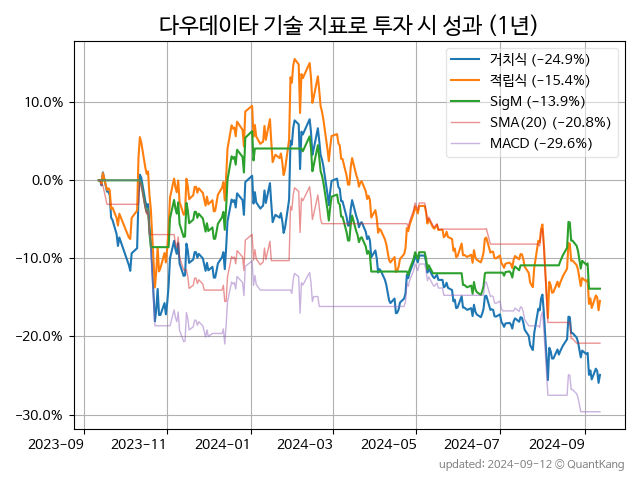 다우데이타 기술 지표로 투자 시 성과 (1년)
거치식 (−24.9%)
적립식 (−15.4%)
SigM (−13.9%)
SMA(20) (−20.8%)
MACD (−29.6%)
10.0%
0.0%
−10.0%
−20.0%
−30.0%
2023-09 2023-11 2024-01 2024-03 2024-05 2024-07 2024-09
updated: 2024-09-12 © QuantKang